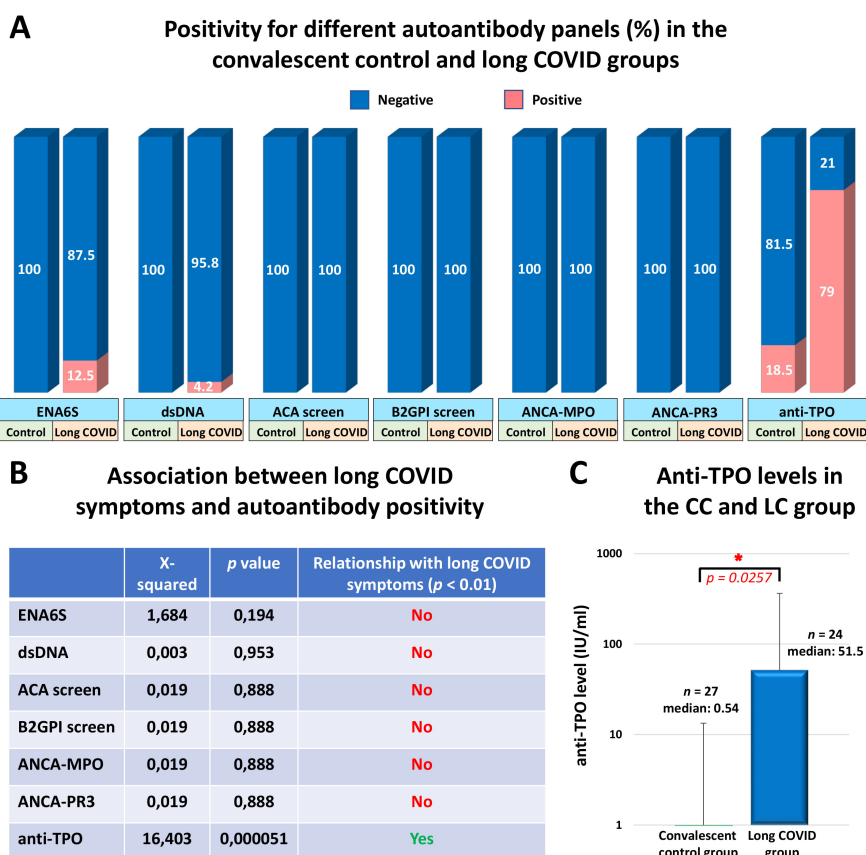 A
Positivity for different autoantibody panels (%) in the
convalescent control and long COVID groups
Negative
Positive
100
87.5
12.5
100
95.8
4.2
100
100
100
100
100
100
100
100
81.5
18.5
21
79
ENA6S
dsDNA
ACA screen
B2GPI screen
ANCA-MPO
ANCA-PR3
anti-TPO
Control Long COVID
Control Long COVID
Control Long COVID
Control Long COVID
Control Long COVID
Control Long COVID
Control Long COVID
B
Association between long COVID
symptoms and autoantibody positivity
X-squared
p value
Relationship with long COVID
symptoms (p < 0.01)
ENA6S 1,684 0,194 No
dsDNA 0,003 0,953 No
ACA screen 0,019 0,888 No
B2GPI screen 0,019 0,888 No
ANCA-MPO 0,019 0,888 No
ANCA-PR3 0,019 0,888 No
anti-TPO 16,403 0,000051 Yes
C
Anti-TPO levels in
the CC and LC group
anti-TPO level (IU/ml)
1000
100
10
1
*
p = 0.0257
n = 27
median: 0.54
n = 24
median: 51.5
Convalescent
control group
Long COVID
group